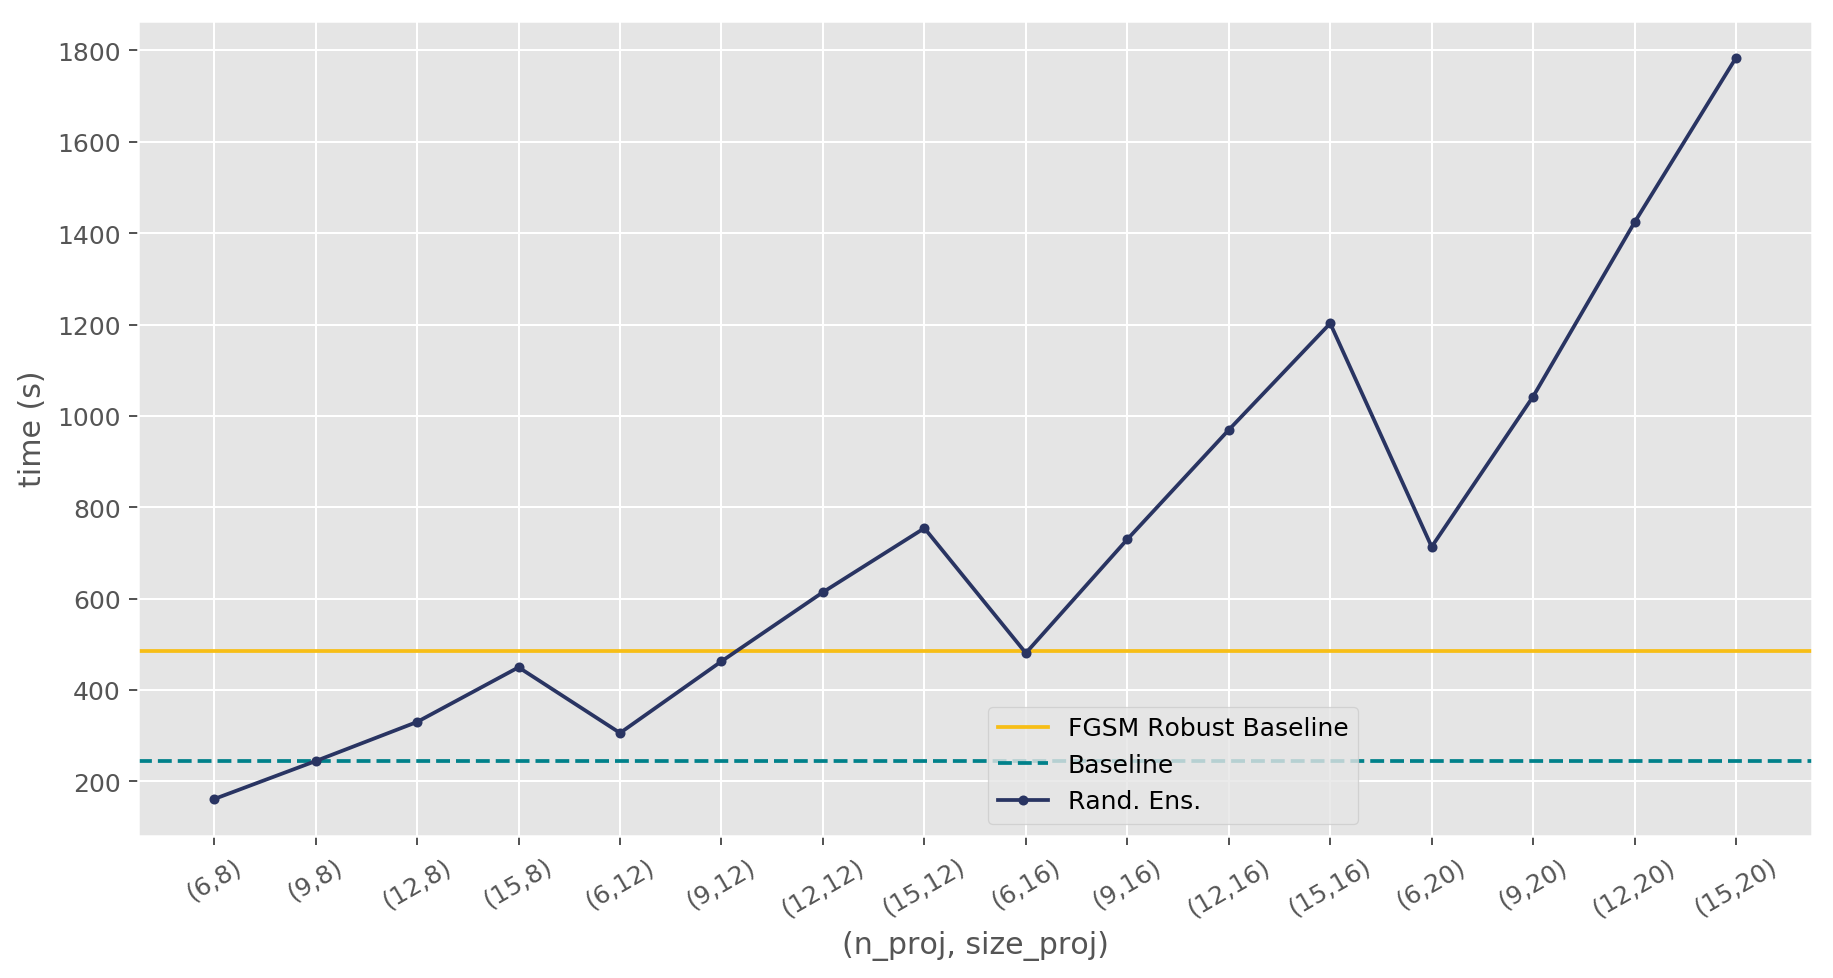 1800
1600
1400
1200
1000
800
600
400
200
time (s)
FGSM Robust Baseline
Baseline
Rand. Ens.
(6,8) (9,8) (12,8) (15,8) (6,12) (9,12) (12,12) (15,12) (6,16) (9,16) (12,16) (15,16) (6,20) (9,20) (12,20) (15,20)
(n_proj, size_proj)